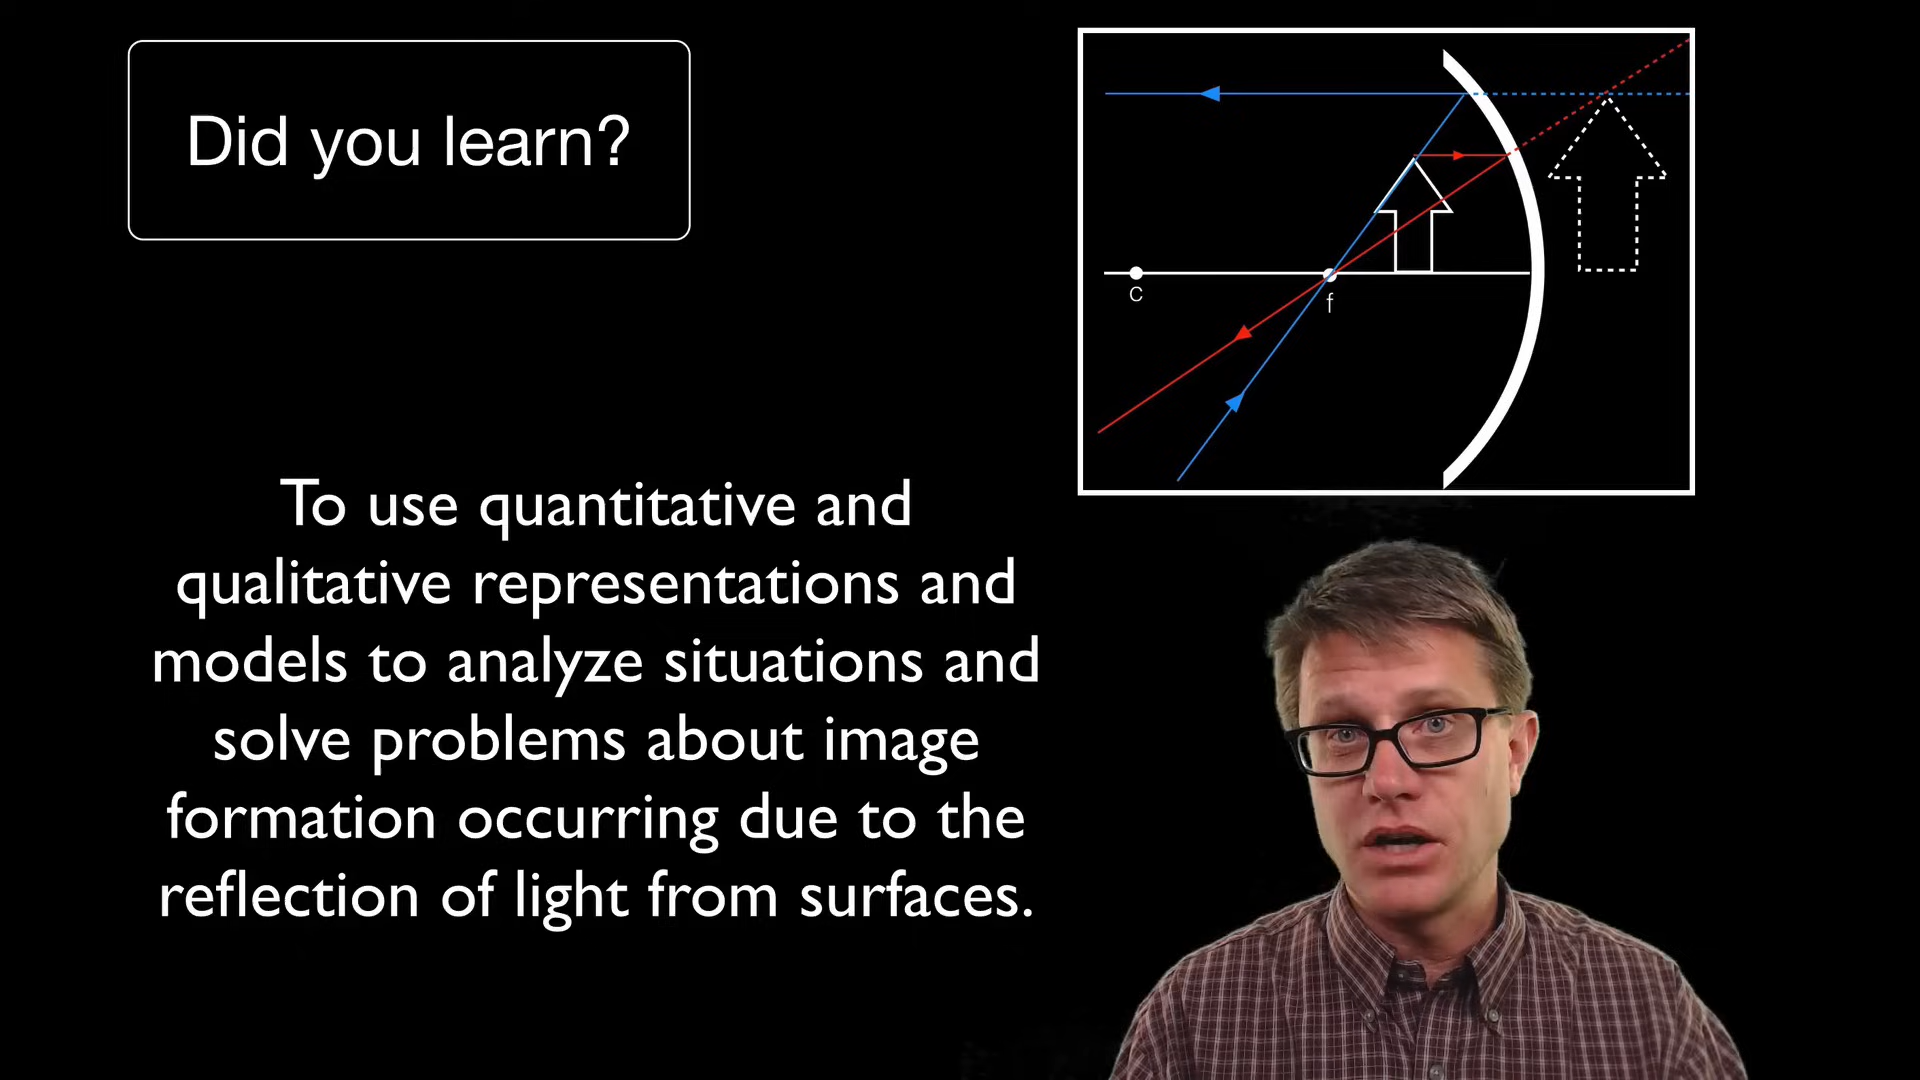 Did you learn?
c
f
To use quantitative and
qualitative representations and
models to analyze situations and
solve problems about image
formation occurring due to the
reflection of light from surfaces.